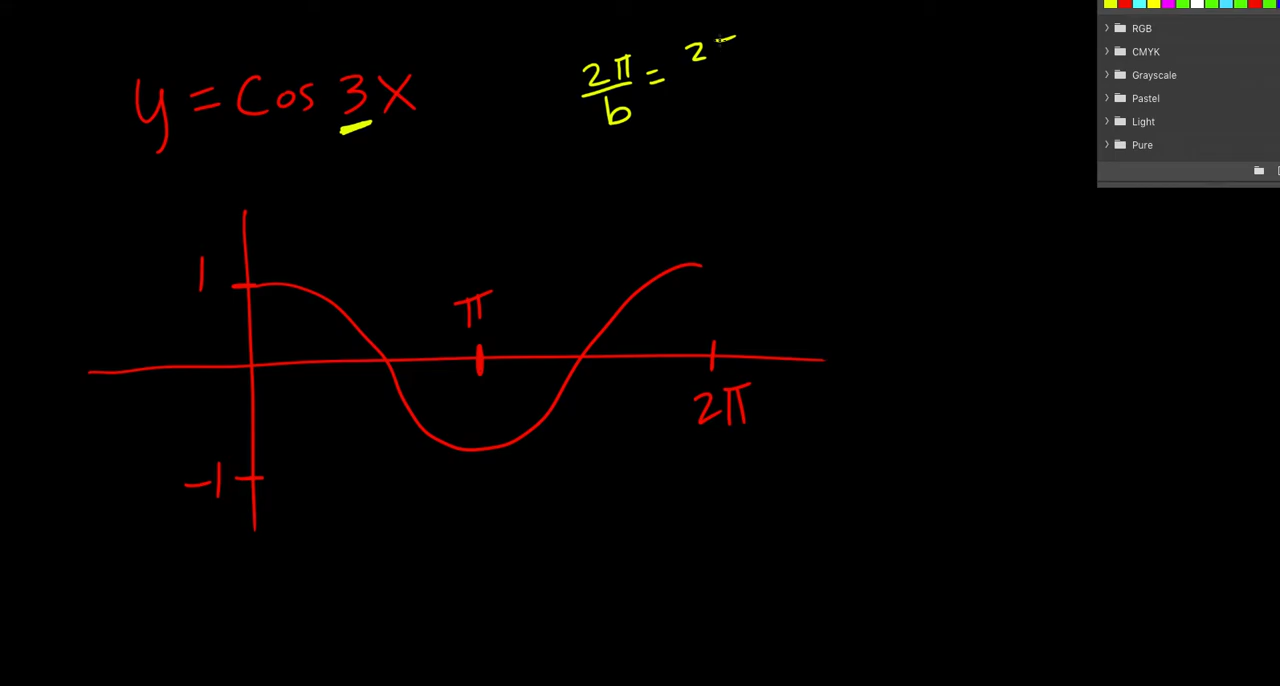 y = Cos 3X
2π/b = 2
1
π
2π
-1
RGB
CMYK
Grayscale
Pastel
Light
Pure